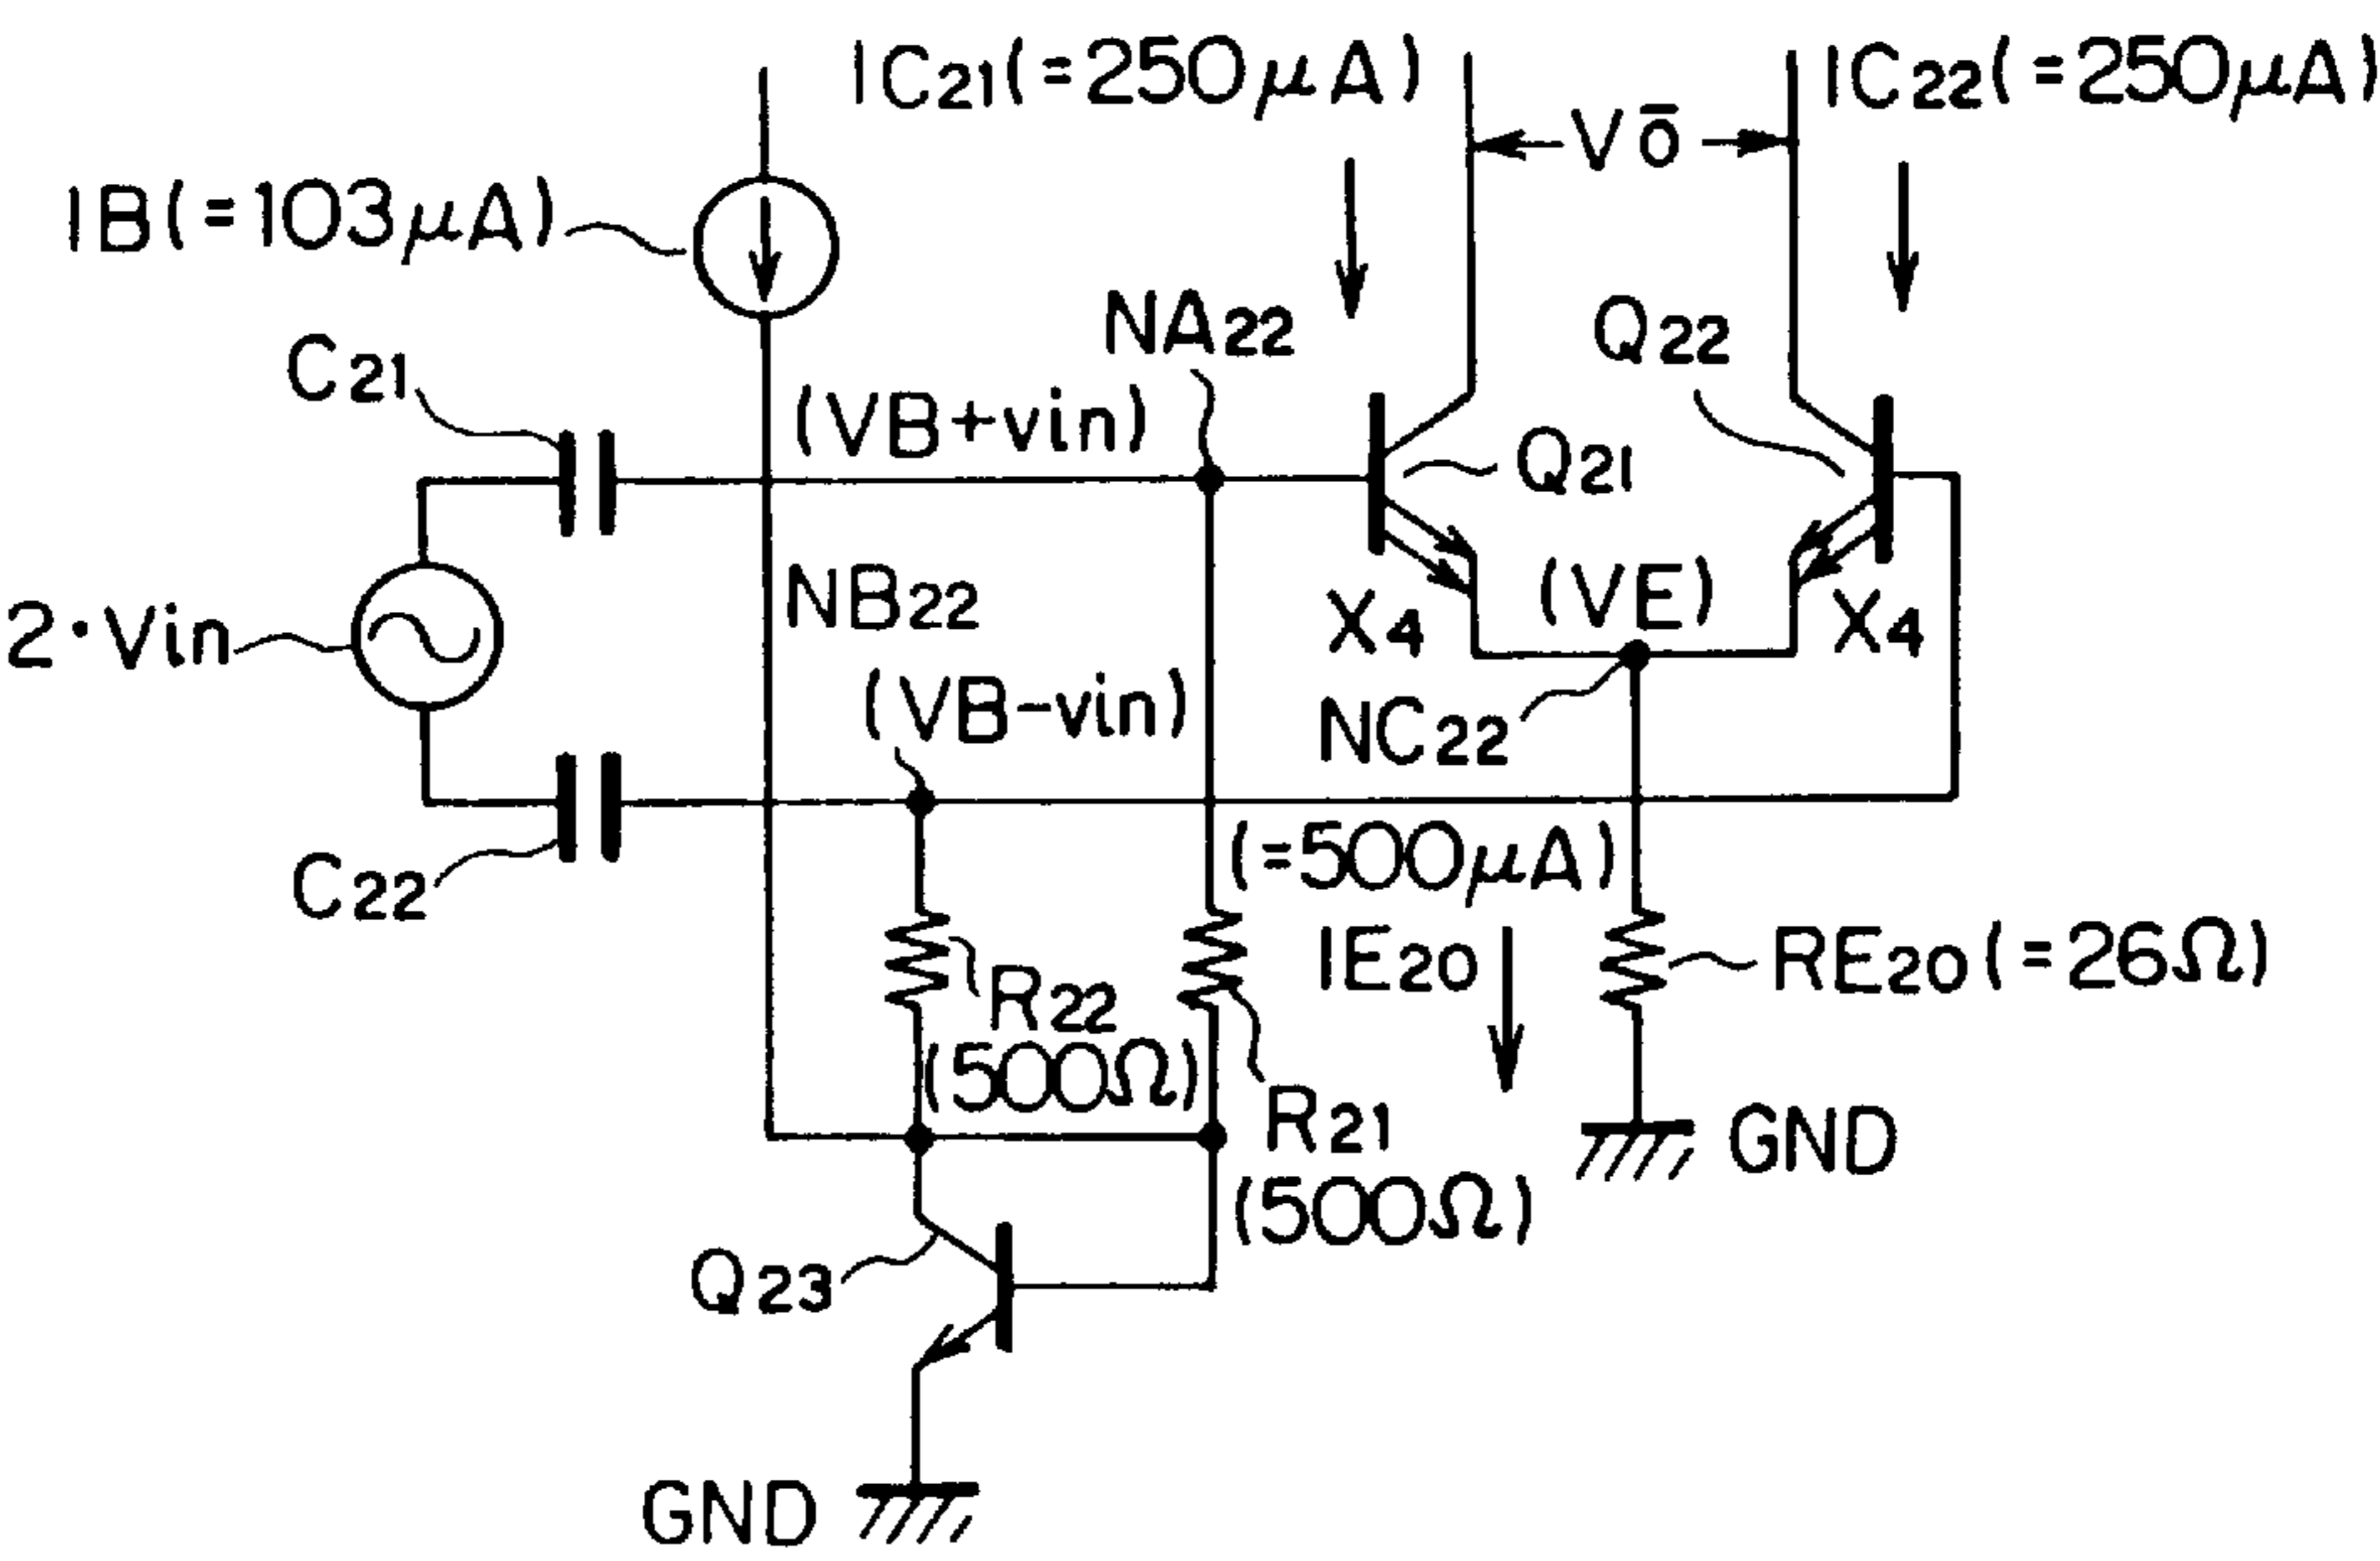 IC21(=250μA)
IC22(=250μA)
Vō
IB(=103μA)
NA22
Q22
C21
(VB+vin)
Q21
NB22
(VE)
2·Vin
X4
X4
(VB-vin)
NC22
(=500μA)
C22
IE20
RE20(=26Ω)
R22
(500Ω)
R21
GND
(500Ω)
Q23
GND